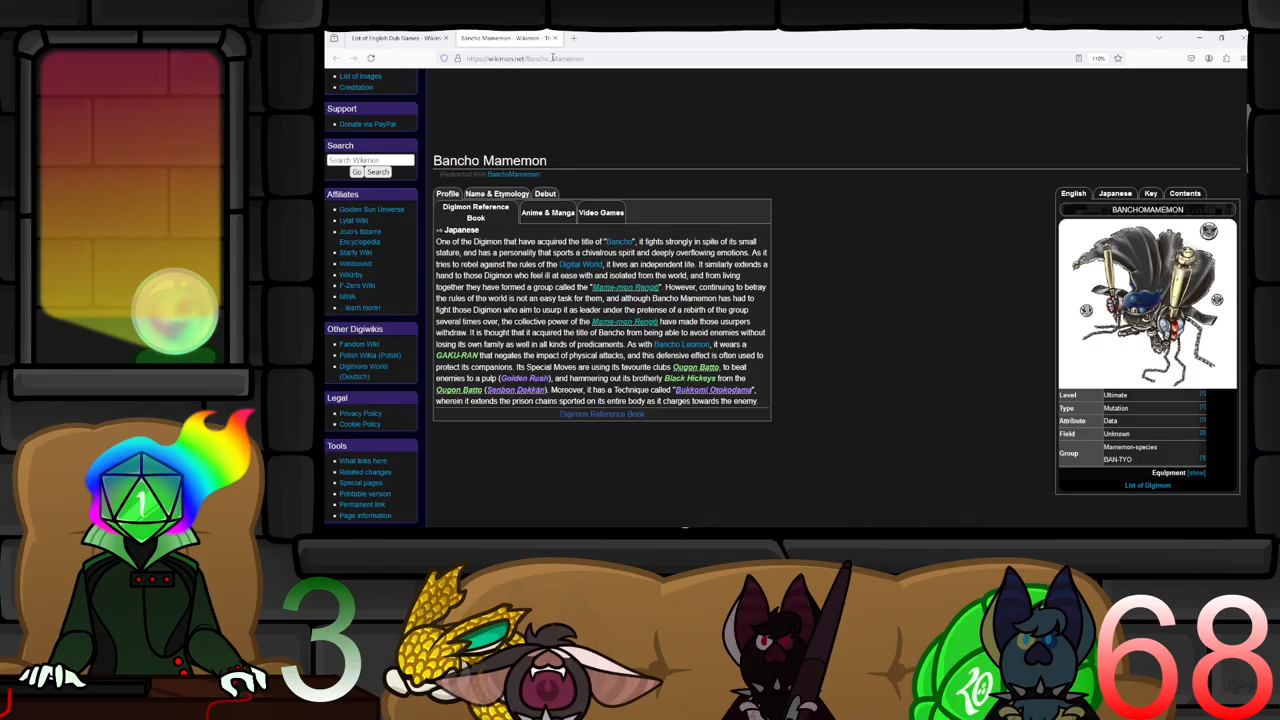 List of English Dub Names - Wikim
Bancho Mamemon - Wikimon - Th
https://wikimon.net/Bancho_Mamemon
110%
List of Images
Creditation
Support
Donate via PayPal
Search
Search Wikimon
Go Search
Affiliates
Golden Sun Universe
Lylat Wiki
JoJo's Bizarre
Encyclopedia
Starfy Wiki
Wikibound
WiKirby
F-Zero Wiki
NIWA
...learn more!
Other Digiwikis
Fandom Wiki
Polish Wikia (Polski)
Digimons World
(Deutsch)
Legal
Privacy Policy
Cookie Policy
Tools
What links here
Related changes
Special pages
Printable version
Permanent link
Page information
Bancho Mamemon
(Redirected from BanchoMamemon)
Profile Name & Etymology Debut
Digimon Reference
Book
Anime & Manga Video Games
⇨ Japanese
One of the Digimon that have acquired the title of "Bancho", it fights strongly in spite of its small
stature, and has a personality that sports a chivalrous spirit and deeply overflowing emotions. As it
tries to rebel against the rules of the Digital World, it lives an independent life. It similarly extends a
hand to those Digimon who feel ill at ease with and isolated from the world, and from living
together they have formed a group called the "Mame-mon Rengō". However, continuing to betray
the rules of the world is not an easy task for them, and although Bancho Mamemon has had to
fight those Digimon who aim to usurp it as leader under the pretense of a rebirth of the group
several times over, the collective power of the Mame-mon Rengō have made those usurpers
withdraw. It is thought that it acquired the title of Bancho from being able to avoid enemies without
losing its own family as well in all kinds of predicaments. As with Bancho Leomon, it wears a
GAKU-RAN that negates the impact of physical attacks, and this defensive effect is often used to
protect its companions. Its Special Moves are using its favourite clubs Ougon Batto, to beat
enemies to a pulp (Golden Rush), and hammering out its brotherly Black Hickeys from the
Ougon Batto (Senbon Dokkān). Moreover, it has a Technique called "Bukkomi Otokodama",
wherein it extends the prison chains sported on its entire body as it charges towards the enemy.
Digimon Reference Book
English Japanese Key Contents
BANCHOMAMEMON
Level Ultimate [1]
Type Mutation [1]
Attribute Data [1]
Field Unknown [2]
Group Mamemon-species
BAN-TYO [3]
Equipment [show]
List of Digimon
1
3
68